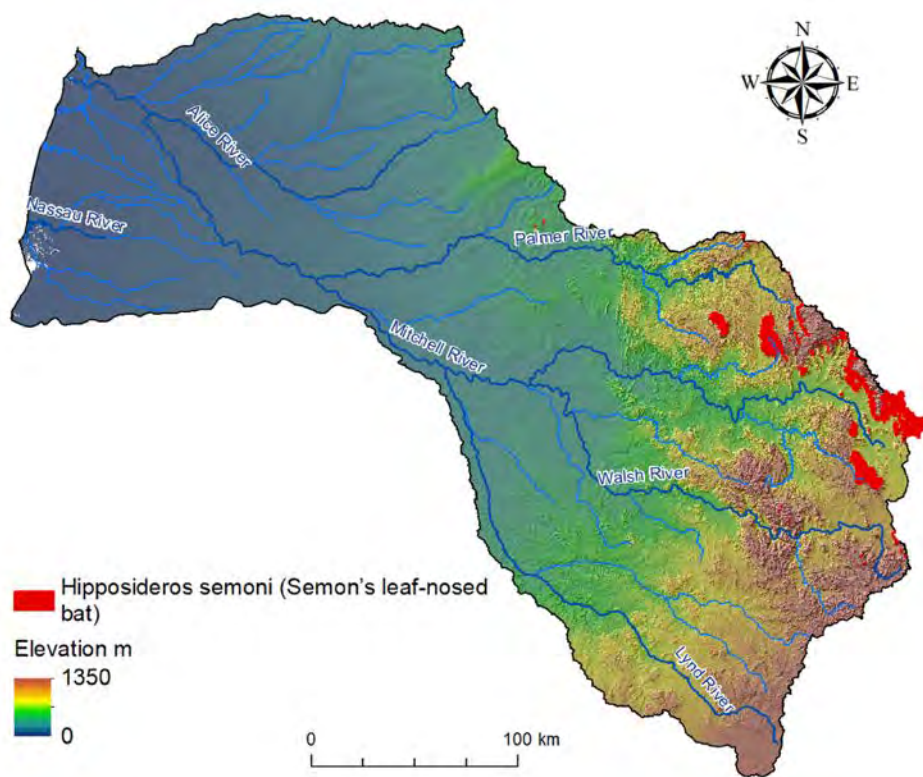 N
W E
S
Alice River
Nassau River
Palmer River
Mitchell River
Walsh River
Lynd River
Hipposideros semoni (Semon's leaf-nosed
bat)
Elevation m
1350
0
0 100 km